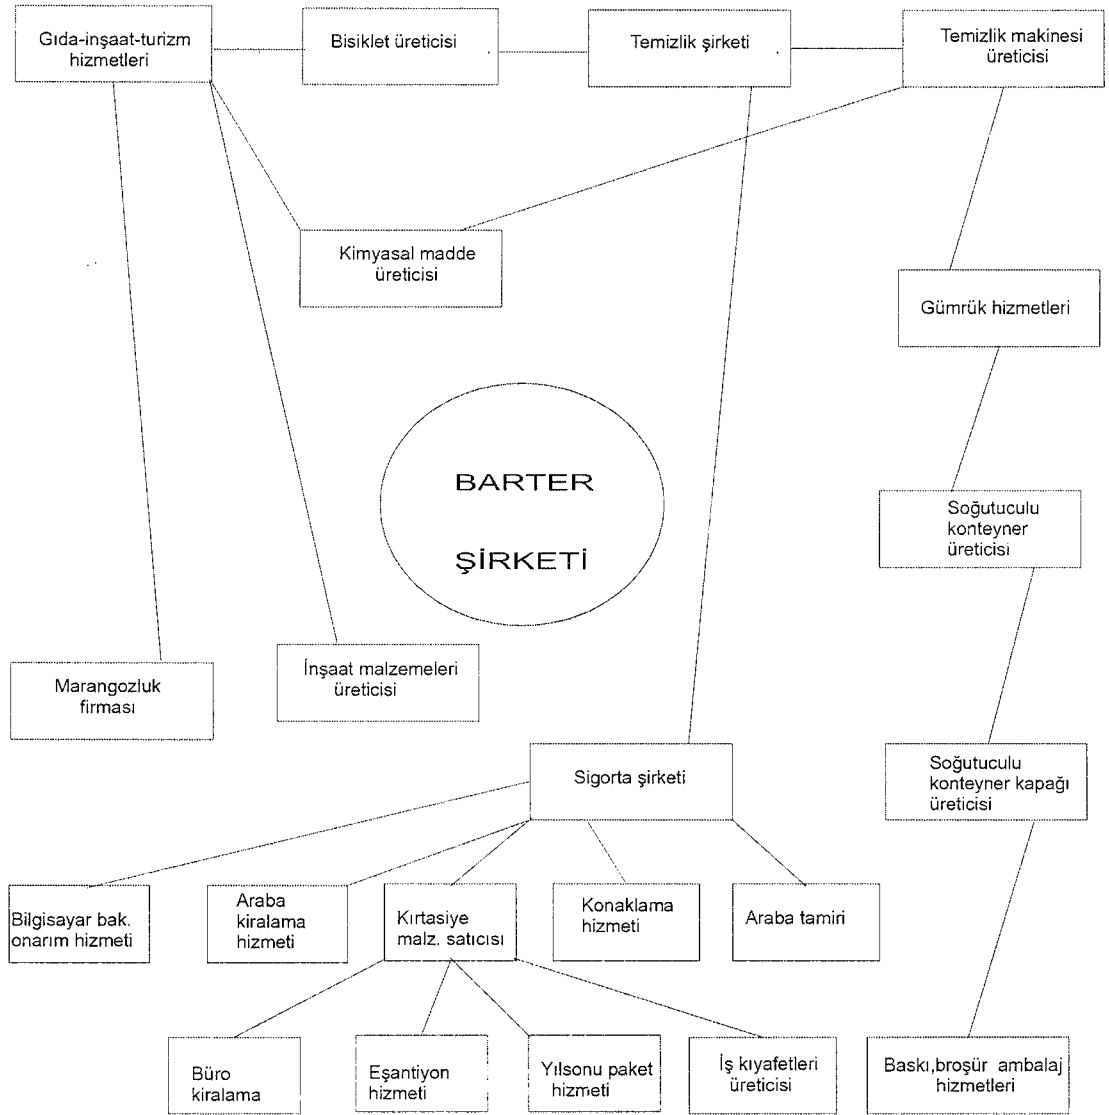 Gıda-inşaat-turizm
hizmetleri
Bisiklet üreticisi
Temizlik şirketi
Temizlik makinesi
üreticisi
Kimyasal madde
üreticisi
Gümrük hizmetleri
BARTER
ŞİRKETİ
Soğutuculu
konteyner
üreticisi
Marangozluk
firması
İnşaat malzemeleri
üreticisi
Sigorta şirketi
Soğutuculu
konteyner kapağı
üreticisi
Bilgisayar bak.
onarım hizmeti
Araba
kiralama
hizmeti
Kırtasiye
malz. satıcısı
Konaklama
hizmeti
Araba tamiri
Büro
kiralama
Eşantiyon
hizmeti
Yılsonu paket
hizmeti
İş kıyafetleri
üreticisi
Baskı,broşür ambalaj
hizmetleri